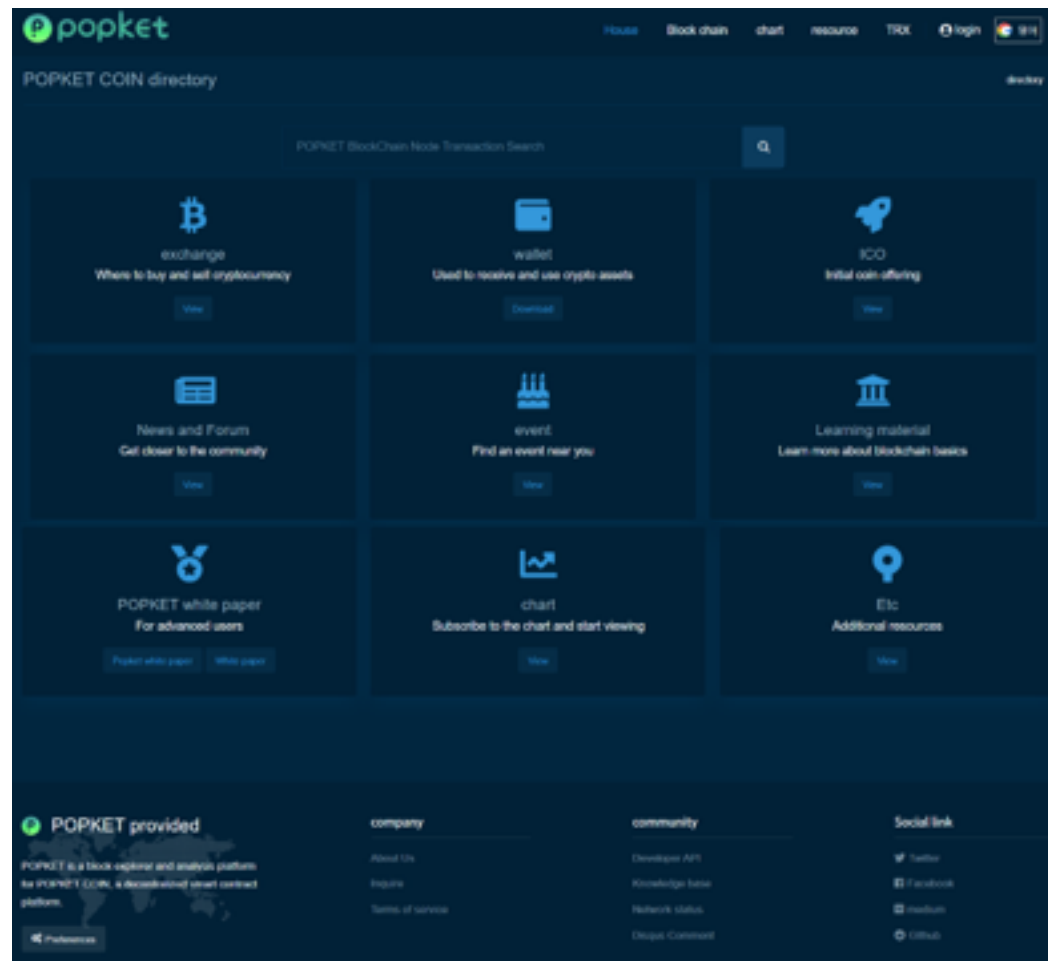 popket
House Block chain chart resource TRX login
POPKET COIN directory
directory
POPKET BlockChain Node Transaction Search
exchange
Where to buy and sell cryptocurrency
View
wallet
Used to receive and use crypto assets
Download
ICO
Initial coin offering
View
News and Forum
Get closer to the community
View
event
Find an event near you
View
Learning material
Learn more about blockchain basics
View
POPKET white paper
For advanced users
Popket white paper White paper
chart
Subscribe to the chart and start viewing
View
Etc
Additional resources
View
POPKET provided
POPKET is a block explorer and analysis platform
for POPKET COIN, a decentralized smart contract
platform.
Preferences
company
About Us
Inquire
Terms of service
community
Developer API
Knowledge base
Network status
Disqus Comment
Social link
Twitter
Facebook
medium
Github